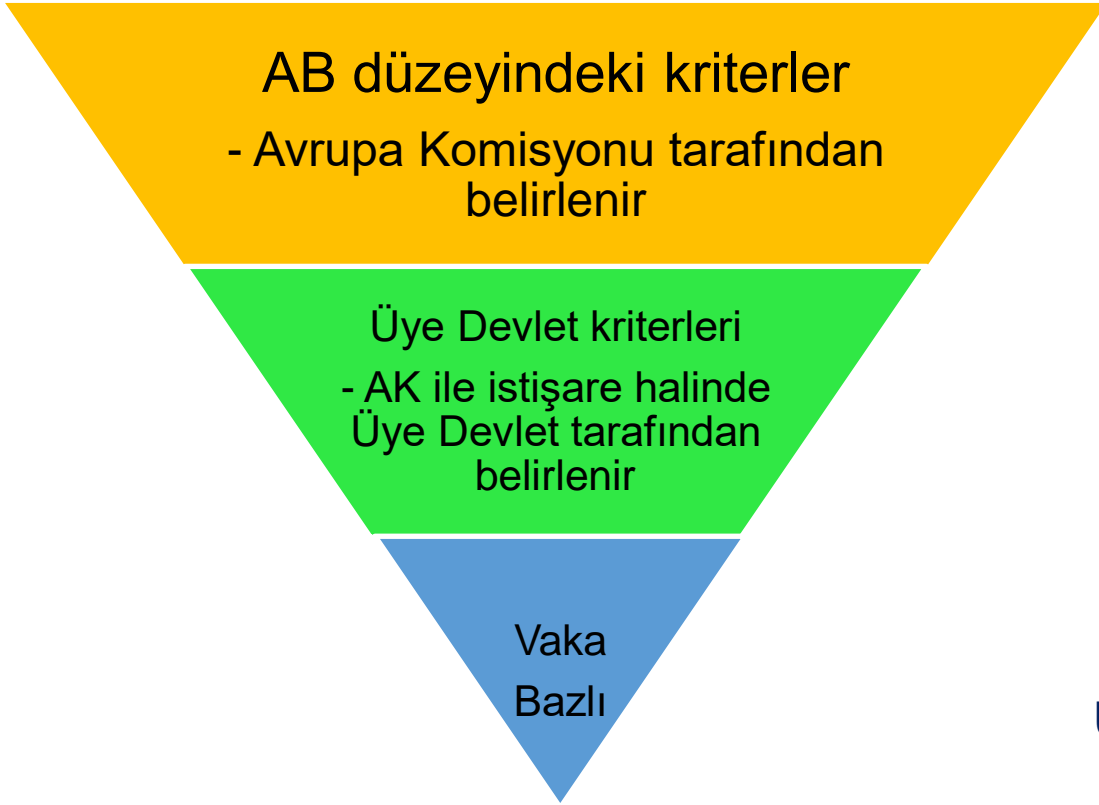 AB düzeyindeki kriterler
- Avrupa Komisyonu tarafından
belirlenir
Üye Devlet kriterleri
- AK ile istişare halinde
Üye Devlet tarafından
belirlenir
Vaka
Bazlı